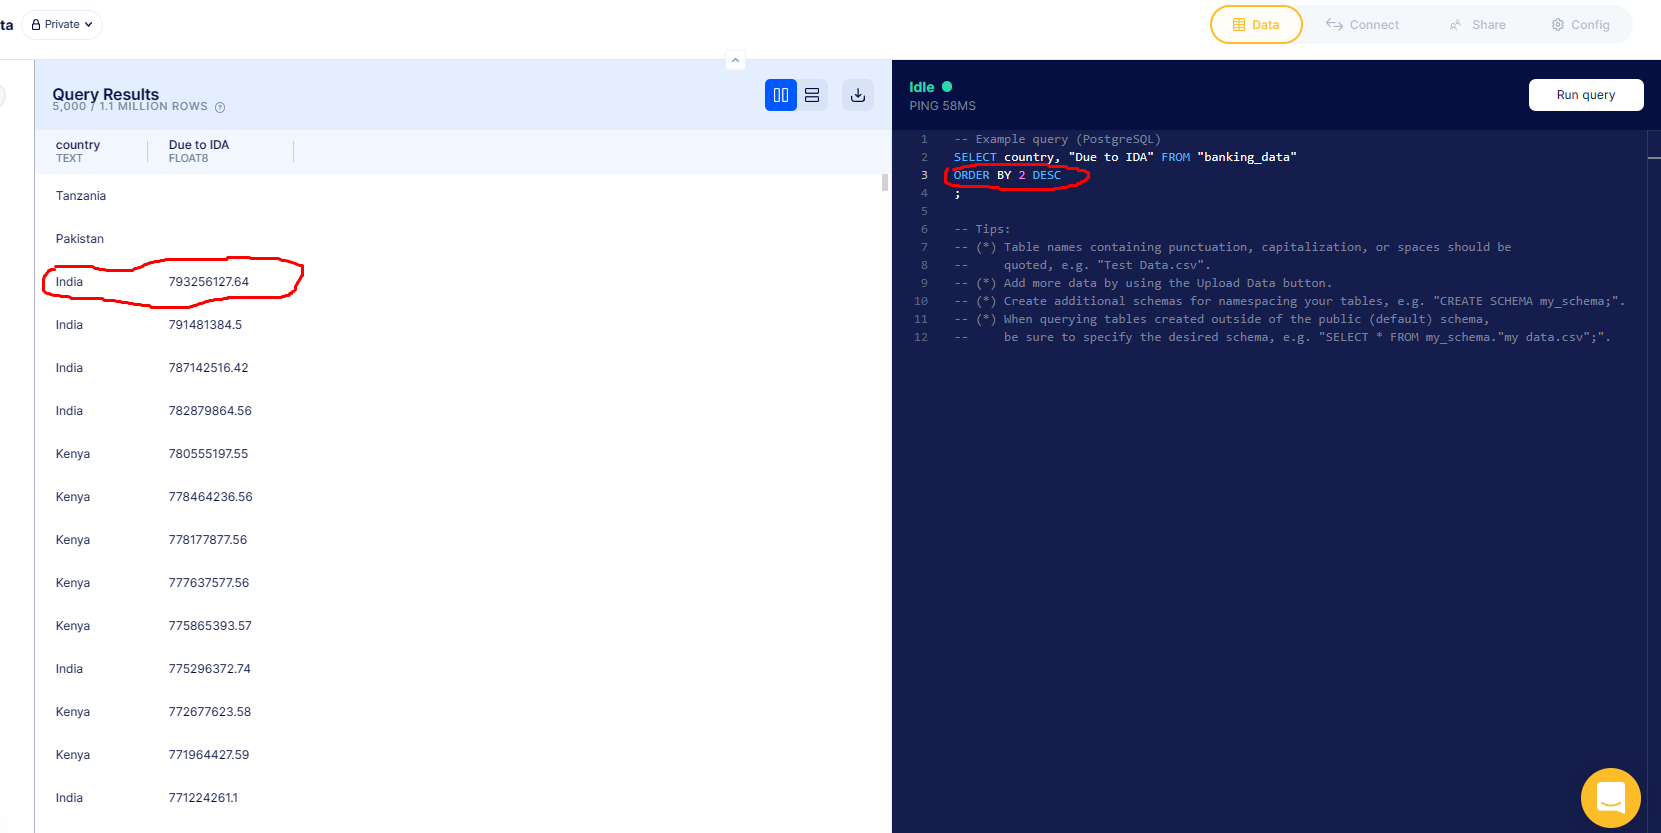 ta Private
Data Connect Share Config
Query Results
5,000 / 1.1 MILLION ROWS ?
country Due to IDA
TEXT FLOAT8
Tanzania
Pakistan
India 793256127.64
India 791481384.5
India 787142516.42
India 782879864.56
Kenya 780555197.55
Kenya 778464236.56
Kenya 778177877.56
Kenya 777637577.56
Kenya 775865393.57
India 775296372.74
Kenya 772677623.58
Kenya 771964427.59
India 771224261.1
Idle
PING 58MS
Run query
1 -- Example query (PostgreSQL)
2 SELECT country, "Due to IDA" FROM "banking_data"
3 ORDER BY 2 DESC
4 ;
5
6 -- Tips:
7 -- (*) Table names containing punctuation, capitalization, or spaces should be
8 -- quoted, e.g. "Test Data.csv".
9 -- (*) Add more data by using the Upload Data button.
10 -- (*) Create additional schemas for namespacing your tables, e.g. "CREATE SCHEMA my_schema;".
11 -- (*) When querying tables created outside of the public (default) schema,
12 -- be sure to specify the desired schema, e.g. "SELECT * FROM my_schema."my data.csv";".